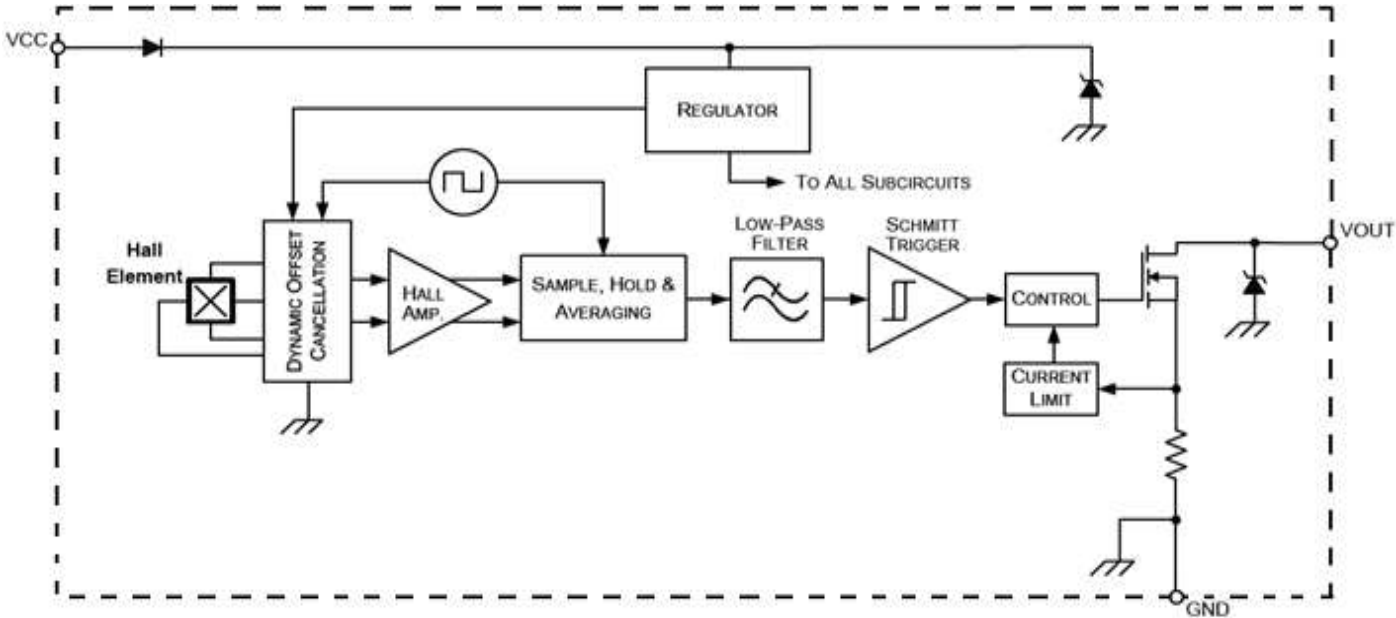 VCC
REGULATOR
TO ALL SUBCIRCUITS
Hall
Element
DYNAMIC OFFSET
CANCELLATION
HALL
AMP.
SAMPLE, HOLD &
AVERAGING
LOW-PASS
FILTER
SCHMITT
TRIGGER
CONTROL
CURRENT
LIMIT
VOUT
GND